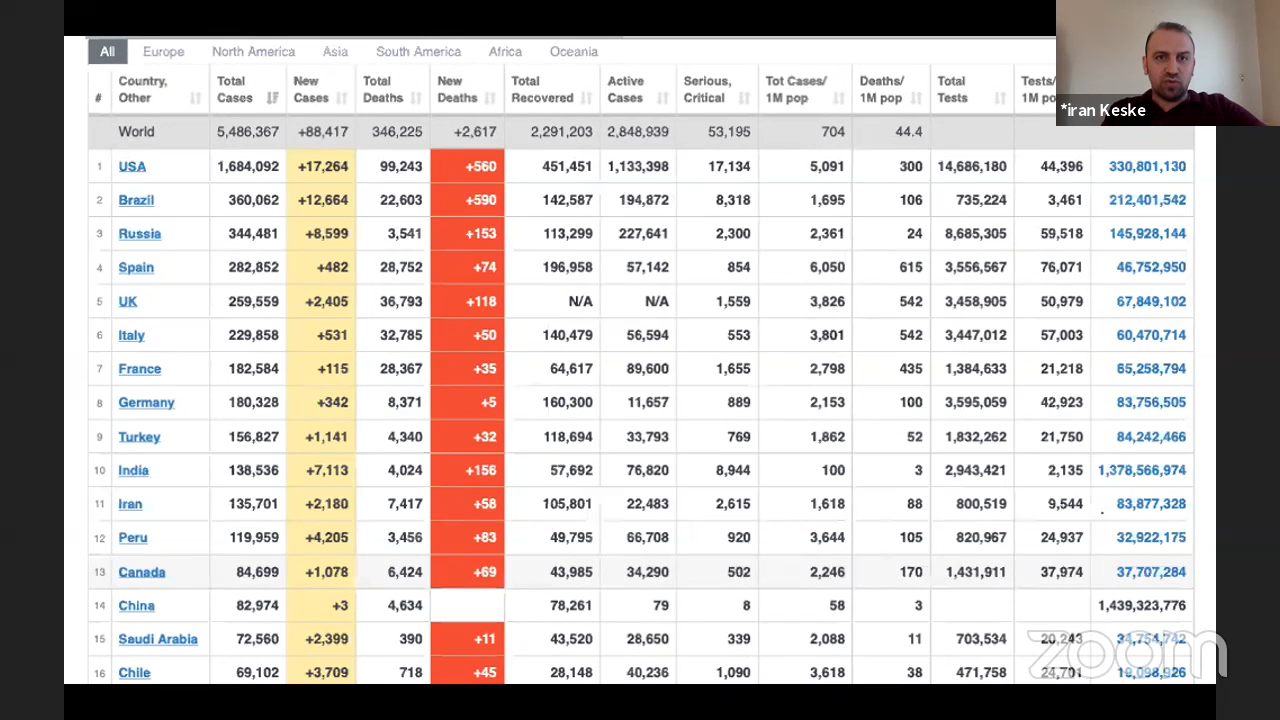 All Europe North America Asia South America Africa Oceania
# Country, Other Total Cases New Cases Total Deaths New Deaths Total Recovered Active Cases Serious, Critical Tot Cases/ 1M pop Deaths/ 1M pop Total Tests Tests/ 1M po
*iran Keske
World 5,486,367 +88,417 346,225 +2,617 2,291,203 2,848,939 53,195 704 44.4
1 USA 1,684,092 +17,264 99,243 +560 451,451 1,133,398 17,134 5,091 300 14,686,180 44,396 330,801,130
2 Brazil 360,062 +12,664 22,603 +590 142,587 194,872 8,318 1,695 106 735,224 3,461 212,401,542
3 Russia 344,481 +8,599 3,541 +153 113,299 227,641 2,300 2,361 24 8,685,305 59,518 145,928,144
4 Spain 282,852 +482 28,752 +74 196,958 57,142 854 6,050 615 3,556,567 76,071 46,752,950
5 UK 259,559 +2,405 36,793 +118 N/A N/A 1,559 3,826 542 3,458,905 50,979 67,849,102
6 Italy 229,858 +531 32,785 +50 140,479 56,594 553 3,801 542 3,447,012 57,003 60,470,714
7 France 182,584 +115 28,367 +35 64,617 89,600 1,655 2,798 435 1,384,633 21,218 65,258,794
8 Germany 180,328 +342 8,371 +5 160,300 11,657 889 2,153 100 3,595,059 42,923 83,756,505
9 Turkey 156,827 +1,141 4,340 +32 118,694 33,793 769 1,862 52 1,832,262 21,750 84,242,466
10 India 138,536 +7,113 4,024 +156 57,692 76,820 8,944 100 3 2,943,421 2,135 1,378,566,974
11 Iran 135,701 +2,180 7,417 +58 105,801 22,483 2,615 1,618 88 800,519 9,544 83,877,328
12 Peru 119,959 +4,205 3,456 +83 49,795 66,708 920 3,644 105 820,967 24,937 32,922,175
13 Canada 84,699 +1,078 6,424 +69 43,985 34,290 502 2,246 170 1,431,911 37,974 37,707,284
14 China 82,974 +3 4,634 78,261 79 8 58 3 1,439,323,776
15 Saudi Arabia 72,560 +2,399 390 +11 43,520 28,650 339 2,088 11 703,534 20,243 34,754,742
16 Chile 69,102 +3,709 718 +45 28,148 40,236 1,090 3,618 38 471,758 24,701 19,098,926
zoom